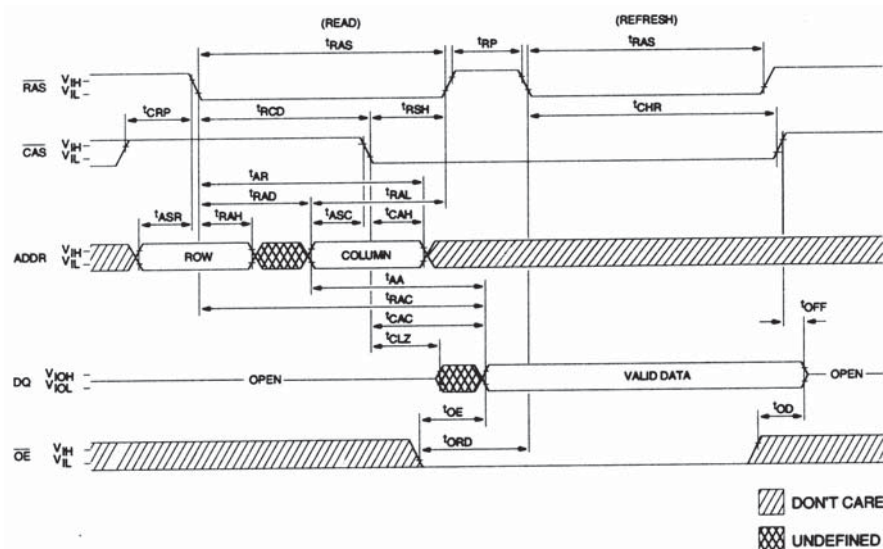 (READ) (REFRESH)
tRAS tRP tRAS
RAS VIH VIL
tCRP tRCD tRSH tCHR
CAS VIH VIL
tAR
tRAD tRAL
tASR tRAH tASC tCAH
ADDR VIH VIL ROW COLUMN
tAA
tRAC
tCAC tOFF
tCLZ
DQ VIOH VIOL OPEN VALID DATA OPEN
tOE tOD
tORD
OE VIH VIL
DON'T CARE
UNDEFINED